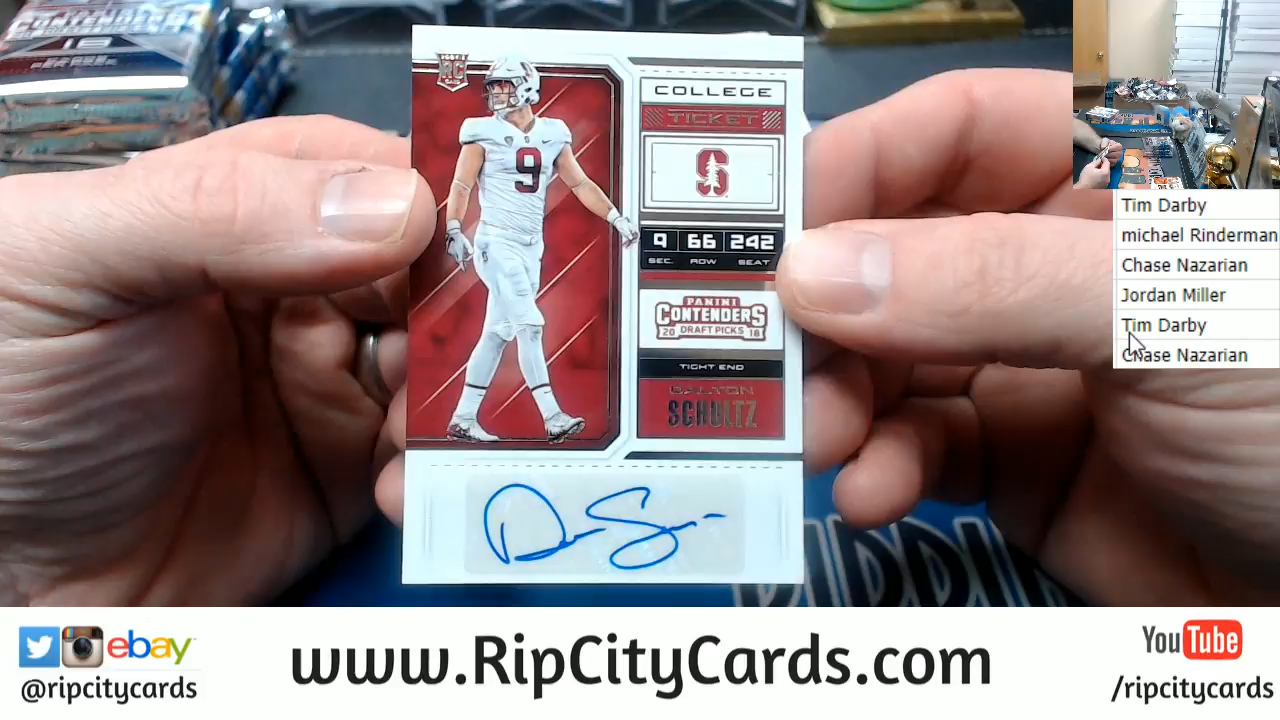 CONTENDERS
18
RC
COLLEGE
TICKET
S
9
9 66 242
SEC. ROW SEAT
PANINI
CONTENDERS
20 DRAFT PICKS 18
TIGHT END
DALTON
SCHULTZ
Tim Darby
michael Rinderman
Chase Nazarian
Jordan Miller
Tim Darby
Chase Nazarian
ebay
@ripcitycards
www.RipCityCards.com
YouTube
/ripcitycards